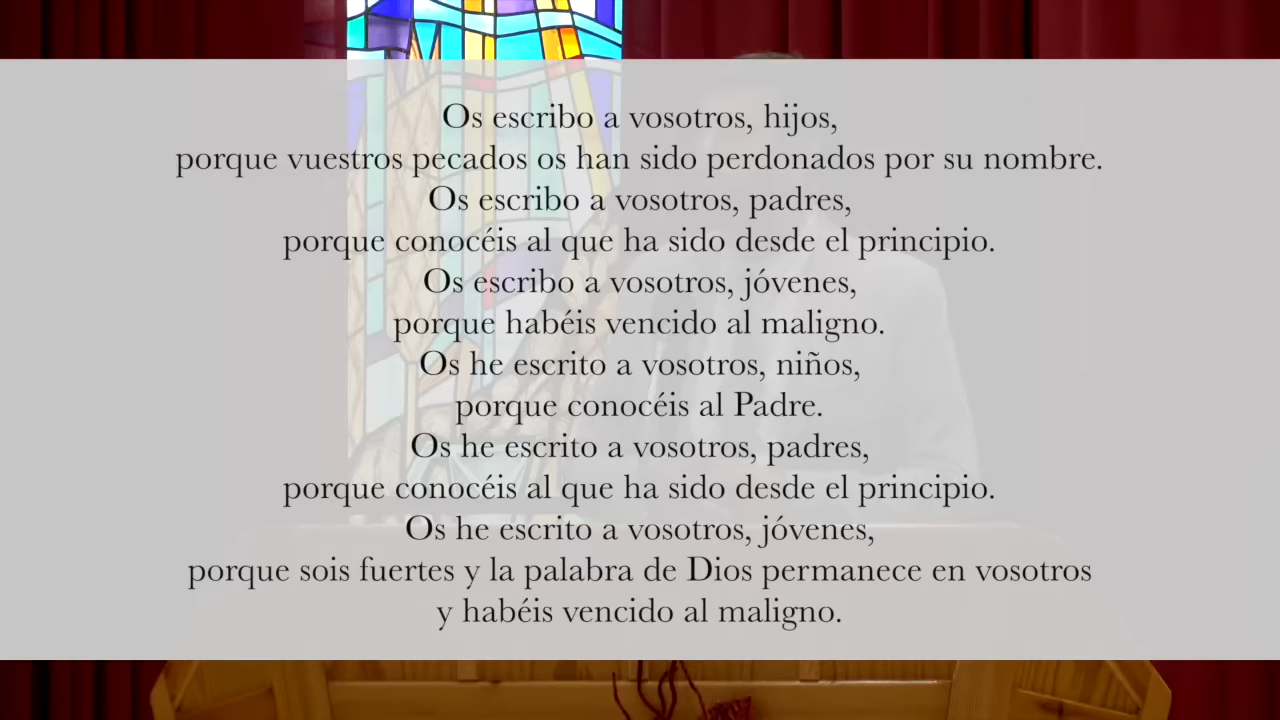 Os escribo a vosotros, hijos,
porque vuestros pecados os han sido perdonados por su nombre.
Os escribo a vosotros, padres,
porque conocéis al que ha sido desde el principio.
Os escribo a vosotros, jóvenes,
porque habéis vencido al maligno.
Os he escrito a vosotros, niños,
porque conocéis al Padre.
Os he escrito a vosotros, padres,
porque conocéis al que ha sido desde el principio.
Os he escrito a vosotros, jóvenes,
porque sois fuertes y la palabra de Dios permanece en vosotros
y habéis vencido al maligno.